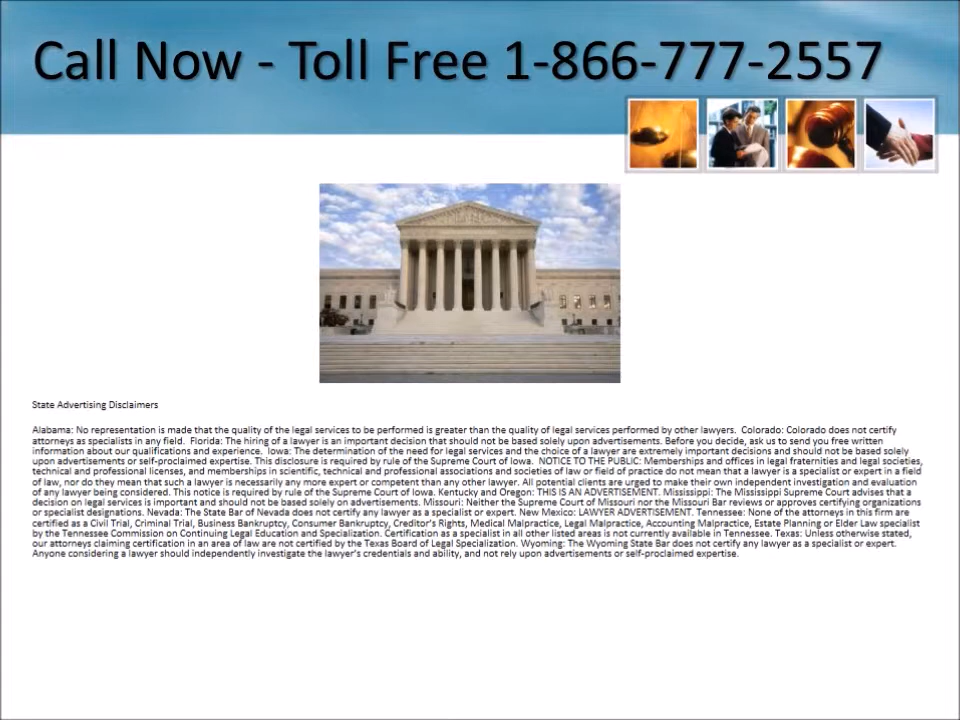 Call Now - Toll Free 1-866-777-2557
State Advertising Disclaimers
Alabama: No representation is made that the quality of the legal services to be performed is greater than the quality of legal services performed by other lawyers.  Colorado: Colorado does not certify
attorneys as specialists in any field.  Florida: The hiring of a lawyer is an important decision that should not be based solely upon advertisements. Before you decide, ask us to send you free written
information about our qualifications and experience.  Iowa: The determination of the need for legal services and the choice of a lawyer are extremely important decisions and should not be based solely
upon advertisements or self-proclaimed expertise. This disclosure is required by rule of the Supreme Court of Iowa.  NOTICE TO THE PUBLIC: Memberships and offices in legal fraternities and legal societies,
technical and professional licenses, and memberships in scientific, technical and professional associations and societies of law or field of practice do not mean that a lawyer is a specialist or expert in a field
of law, nor do they mean that such a lawyer is necessarily any more expert or competent than any other lawyer. All potential clients are urged to make their own independent investigation and evaluation
of any lawyer being considered. This notice is required by rule of the Supreme Court of Iowa. Kentucky and Oregon: THIS IS AN ADVERTISEMENT. Mississippi: The Mississippi Supreme Court advises that a
decision on legal services is important and should not be based solely on advertisements. Missouri: Neither the Supreme Court of Missouri nor the Missouri Bar reviews or approves certifying organizations
or specialist designations. Nevada: The State Bar of Nevada does not certify any lawyer as a specialist or expert. New Mexico: LAWYER ADVERTISEMENT. Tennessee: None of the attorneys in this firm are
certified as a Civil Trial, Criminal Trial, Business Bankruptcy, Consumer Bankruptcy, Creditor's Rights, Medical Malpractice, Legal Malpractice, Accounting Malpractice, Estate Planning or Elder Law specialist
by the Tennessee Commission on Continuing Legal Education and Specialization. Certification as a specialist in all other listed areas is not currently available in Tennessee. Texas: Unless otherwise stated,
our attorneys claiming certification in an area of law are not certified by the Texas Board of Legal Specialization. Wyoming: The Wyoming State Bar does not certify any lawyer as a specialist or expert.
Anyone considering a lawyer should independently investigate the lawyer's credentials and ability, and not rely upon advertisements or self-proclaimed expertise.